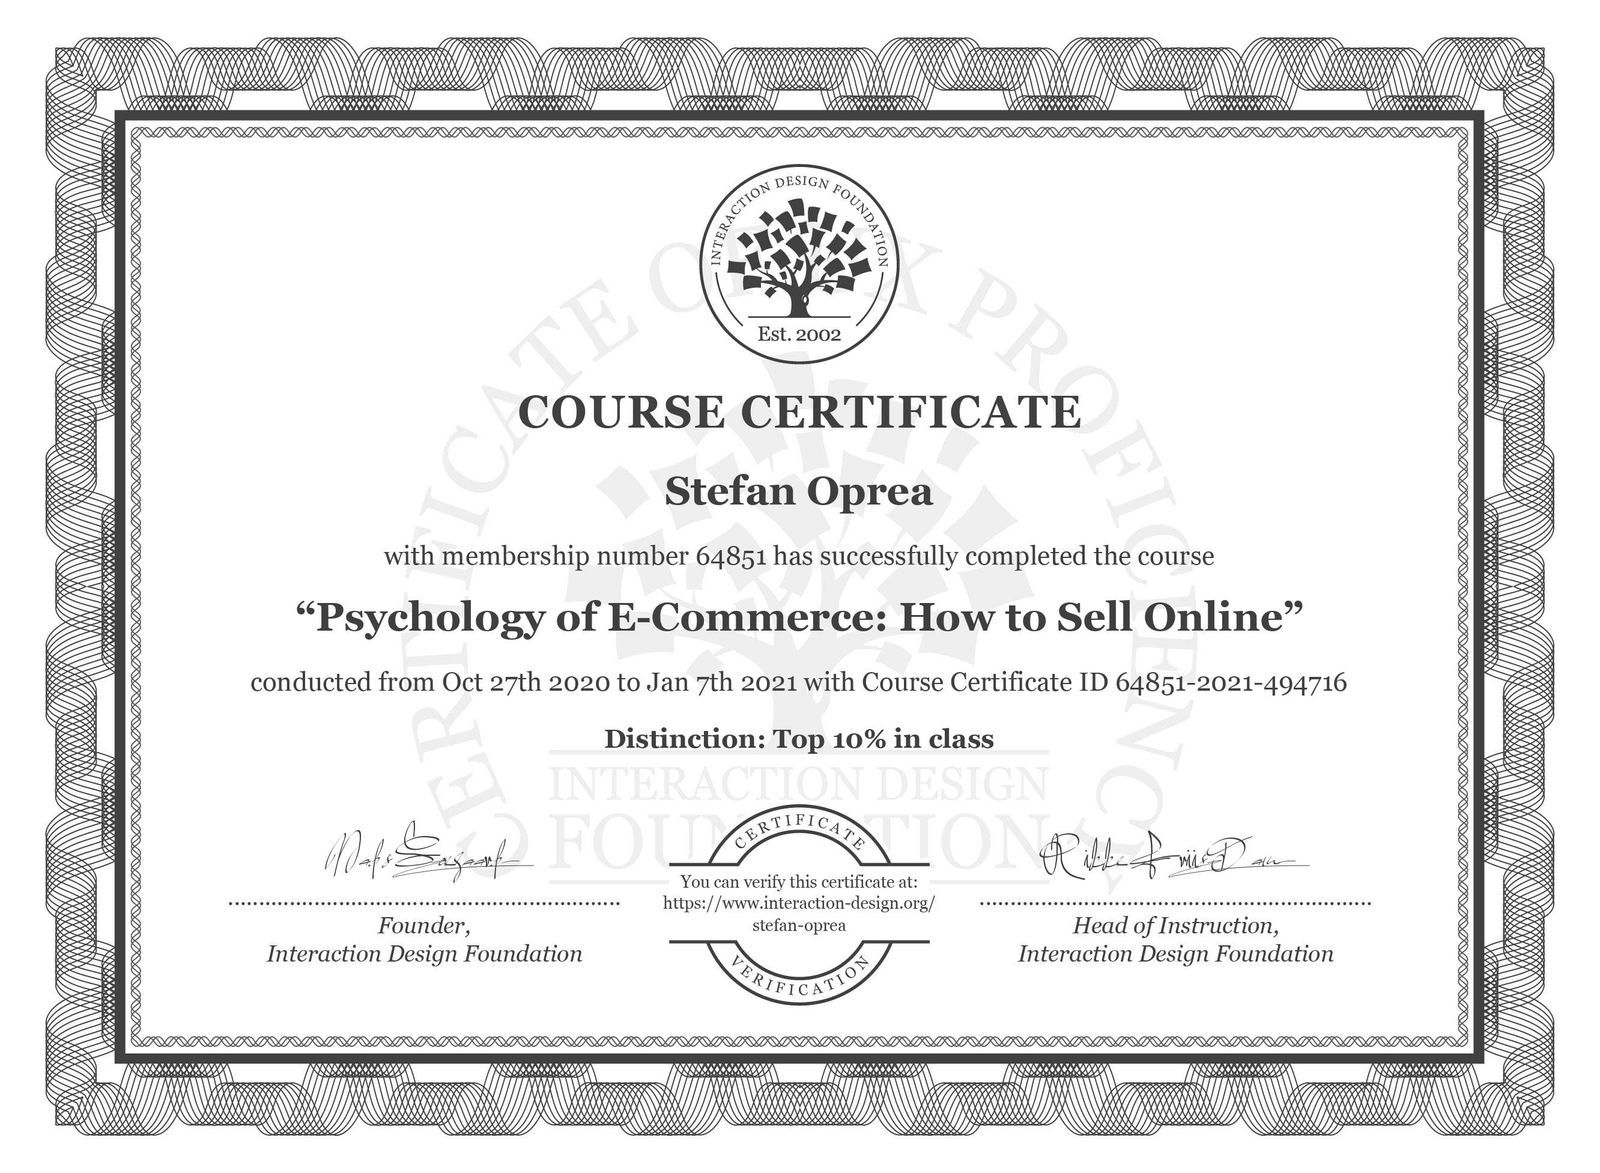 INTERACTION DESIGN FOUNDATION
Est. 2002
CERTIFICATE OF UX PROFICIENCY
COURSE CERTIFICATE
Stefan Oprea
with membership number 64851 has successfully completed the course
“Psychology of E-Commerce: How to Sell Online”
conducted from Oct 27th 2020 to Jan 7th 2021 with Course Certificate ID 64851-2021-494716
Distinction: Top 10% in class
INTERACTION DESIGN
FOUNDATION
CERTIFICATE
You can verify this certificate at:
https://www.interaction-design.org/
stefan-oprea
VERIFICATION
Founder,
Interaction Design Foundation
Head of Instruction,
Interaction Design Foundation